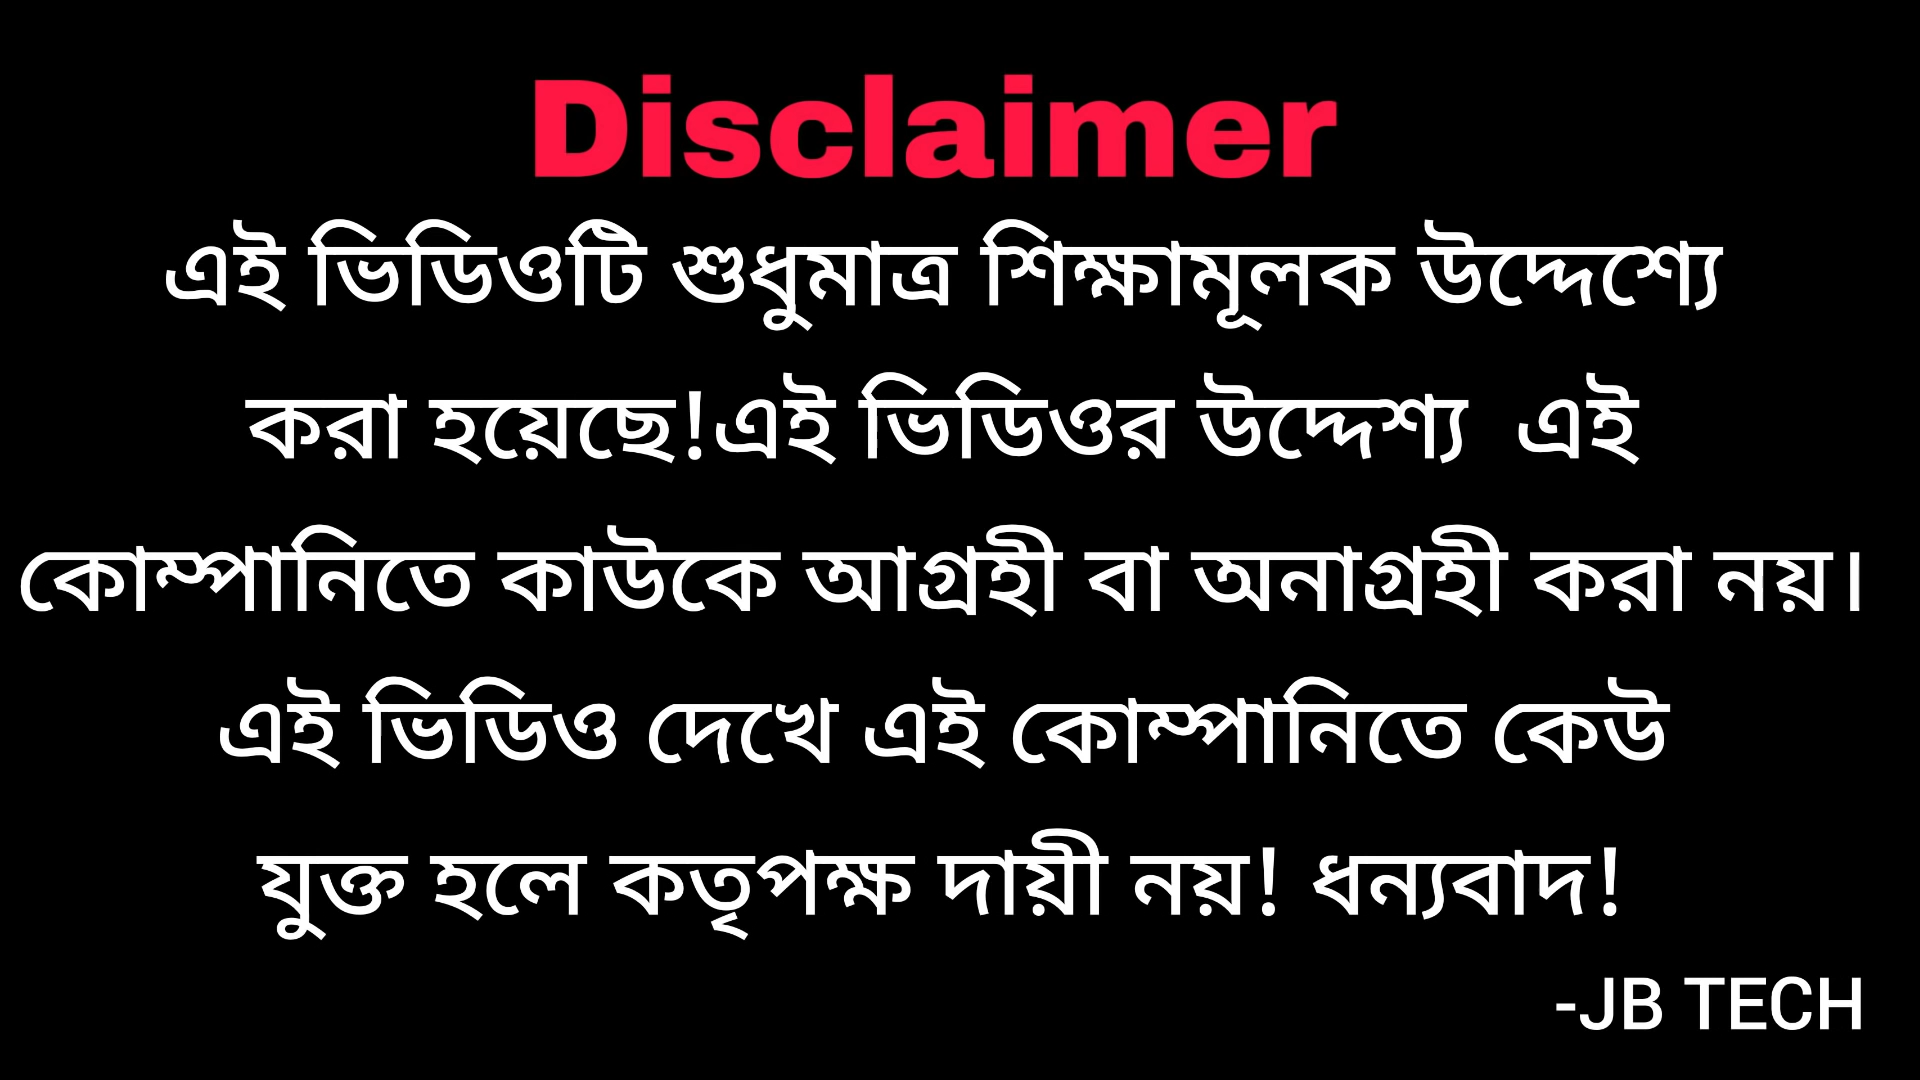 Disclaimer
এই ভিডিওটি শুধুমাত্র শিক্ষামূলক উদ্দেশ্যে
করা হয়েছে!এই ভিডিওর উদ্দেশ্য  এই
কোম্পানিতে কাউকে আগ্রহী বা অনাগ্রহী করা নয়।
এই ভিডিও দেখে এই কোম্পানিতে কেউ
যুক্ত হলে কতৃপক্ষ দায়ী নয়! ধন্যবাদ!
-JB TECH